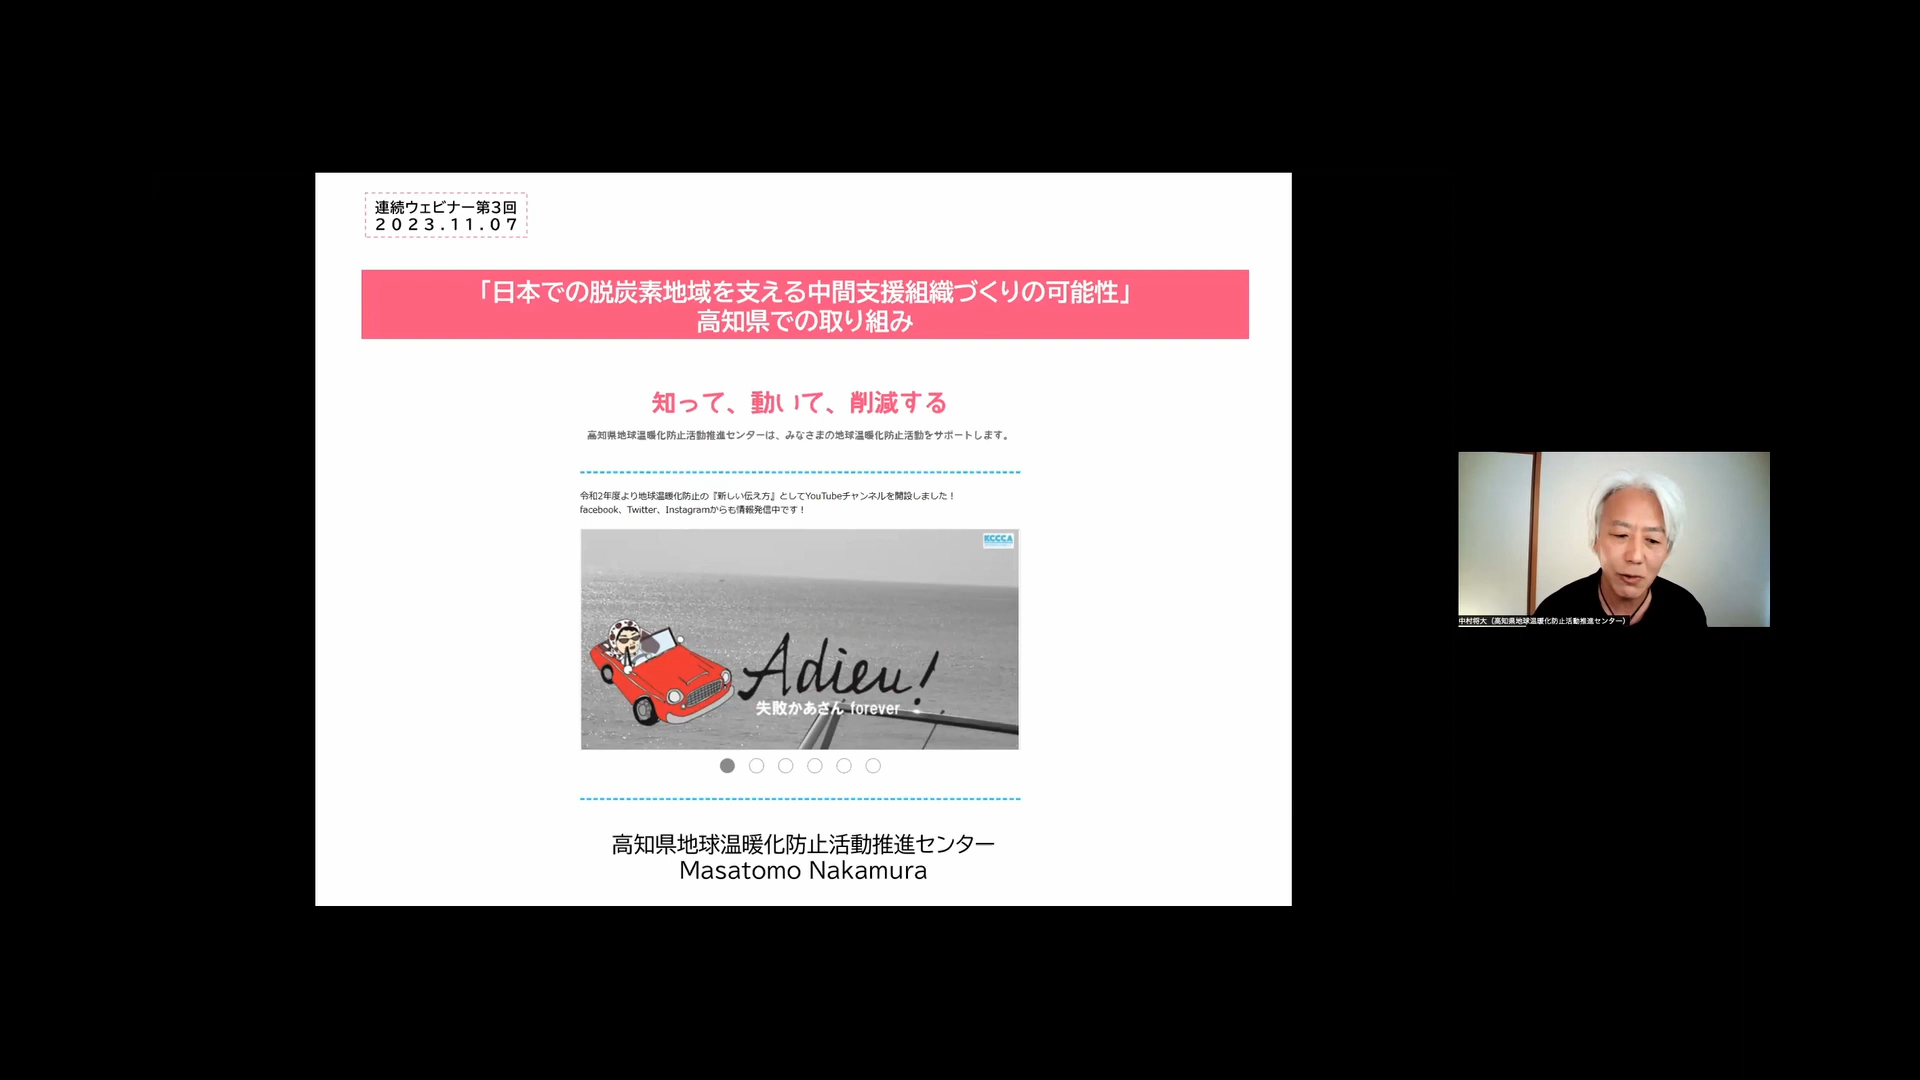 連続ウェビナー第3回
２０２３.１１.０７
「日本での脱炭素地域を支える中間支援組織づくりの可能性」
高知県での取り組み
知って、動いて、削減する
高知県地球温暖化防止活動推進センターは、みなさまの地球温暖化防止活動をサポートします。
令和2年度より地球温暖化防止の『新しい伝え方』としてYouTubeチャンネルを開設しました！
facebook、Twitter、Instagramからも情報発信中です！
KCCCA
Adieu!
失敗かあさん forever
高知県地球温暖化防止活動推進センター
Masatomo Nakamura
中村将大（高知県地球温暖化防止活動推進センター）